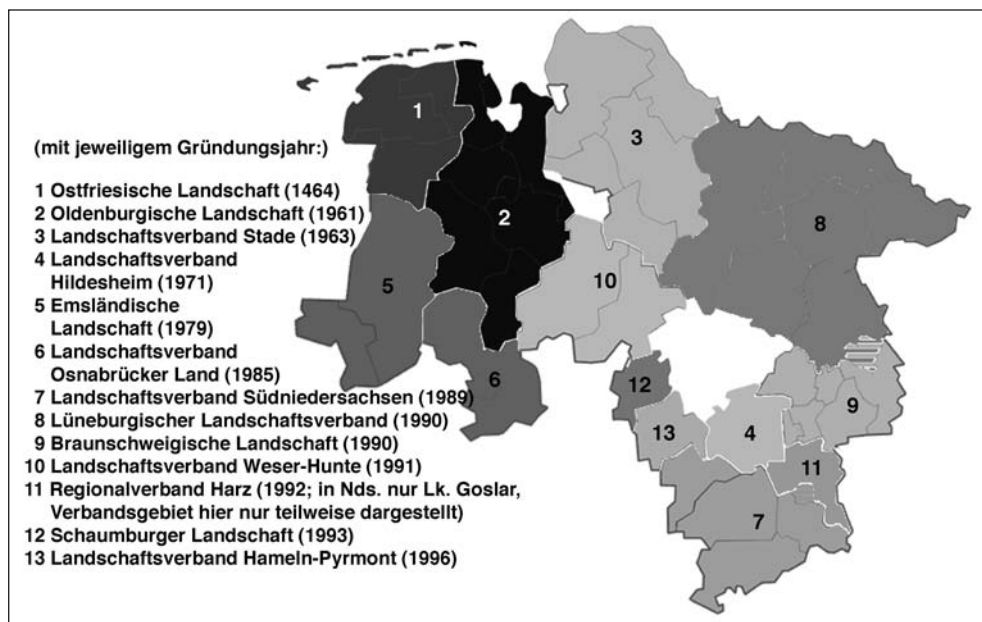 (mit jeweiligem Gründungsjahr:)
1 Ostfriesische Landschaft (1464)
2 Oldenburgische Landschaft (1961)
3 Landschaftsverband Stade (1963)
4 Landschaftsverband
Hildesheim (1971)
5 Emsländische
Landschaft (1979)
6 Landschaftsverband
Osnabrücker Land (1985)
7 Landschaftsverband Südniedersachsen (1989)
8 Lüneburgischer Landschaftsverband (1990)
9 Braunschweigische Landschaft (1990)
10 Landschaftsverband Weser-Hunte (1991)
11 Regionalverband Harz (1992; in Nds. nur Lk. Goslar,
Verbandsgebiet hier nur teilweise dargestellt)
12 Schaumburger Landschaft (1993)
13 Landschaftsverband Hameln-Pyrmont (1996)
1
3
2
8
10
5
6
12
9
13
4
11
7